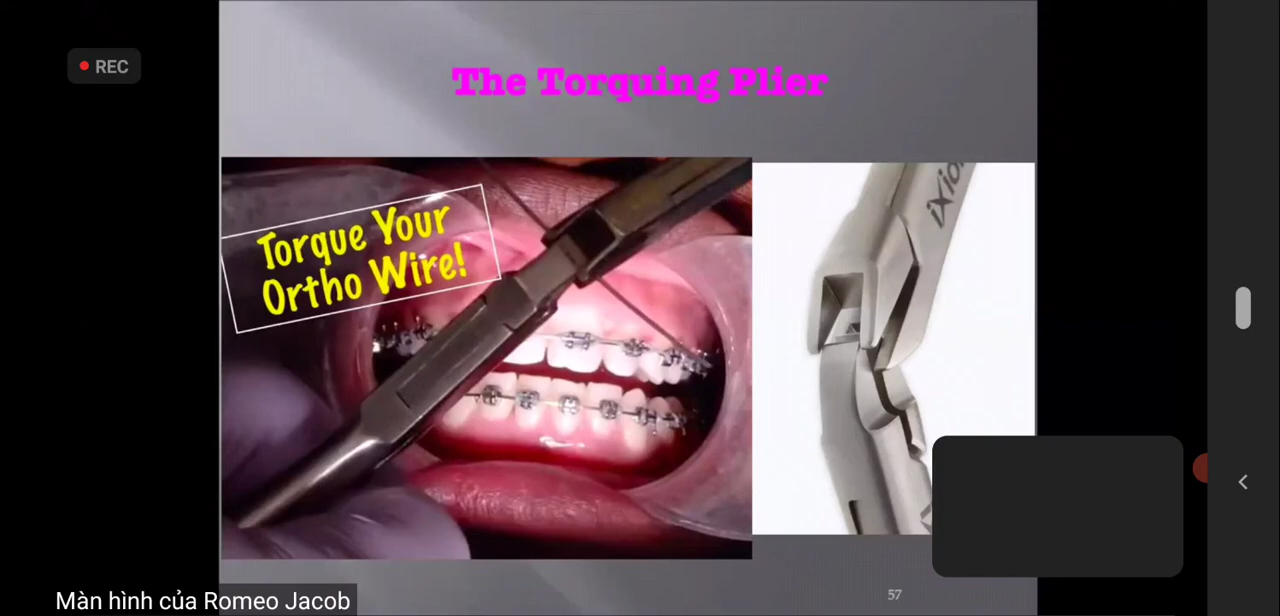 REC
The Torquing Plier
Torque Your
Ortho Wire!
57
Màn hình của Romeo Jacob